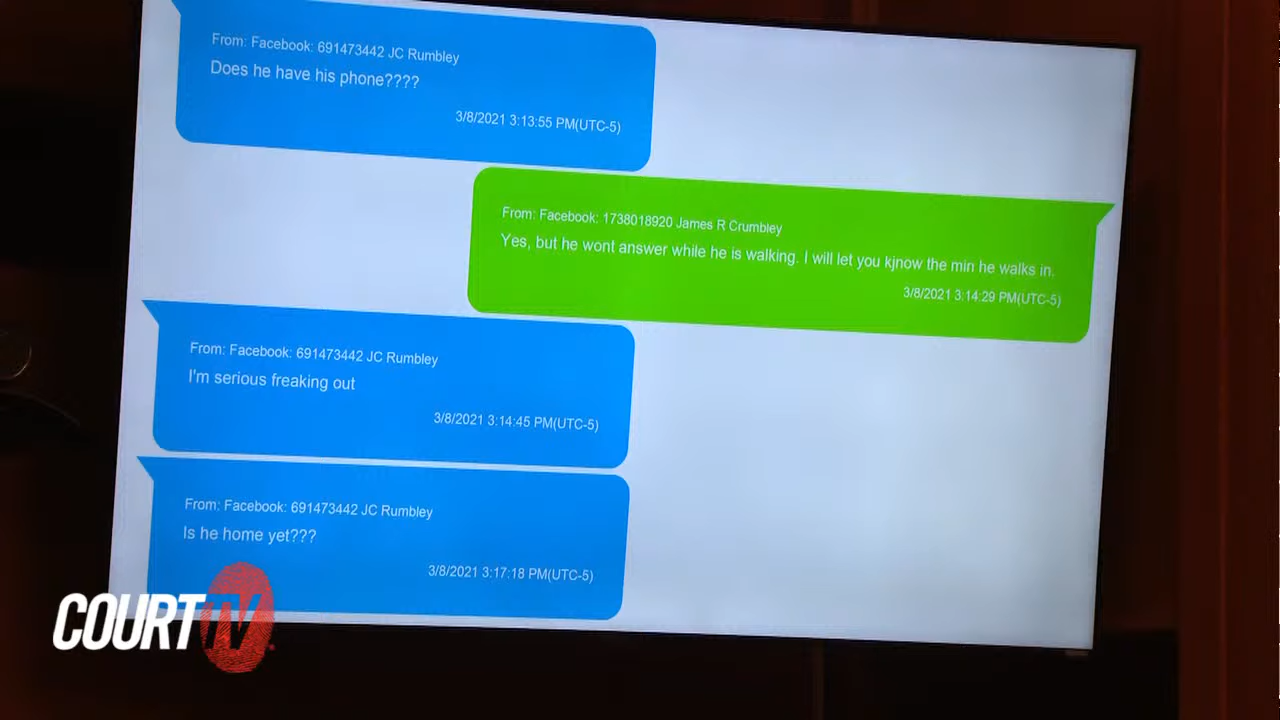 From: Facebook: 691473442 JC Rumbley
Does he have his phone????
3/8/2021 3:13:55 PM(UTC-5)
From: Facebook: 1738018920 James R Crumbley
Yes, but he wont answer while he is walking. I will let you kjnow the min he walks in.
3/8/2021 3:14:29 PM(UTC-5)
From: Facebook: 691473442 JC Rumbley
I'm serious freaking out
3/8/2021 3:14:45 PM(UTC-5)
From: Facebook: 691473442 JC Rumbley
Is he home yet???
3/8/2021 3:17:18 PM(UTC-5)
COURT TV